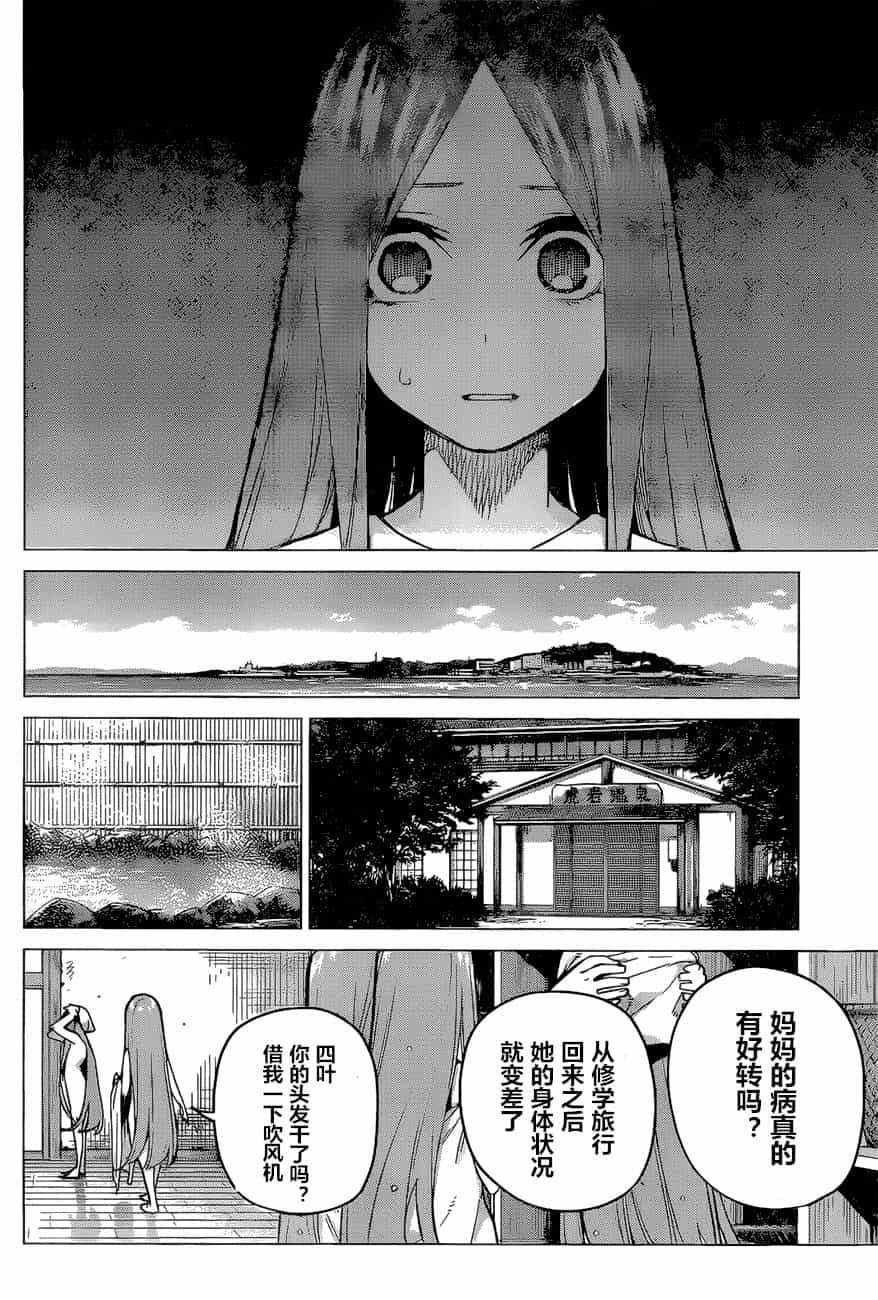 虎岩温泉
妈妈的病真的
有好转吗？
从修学旅行
回来之后
她的身体状况
就变差了
四叶
你的头发干了吗？
借我一下吹风机